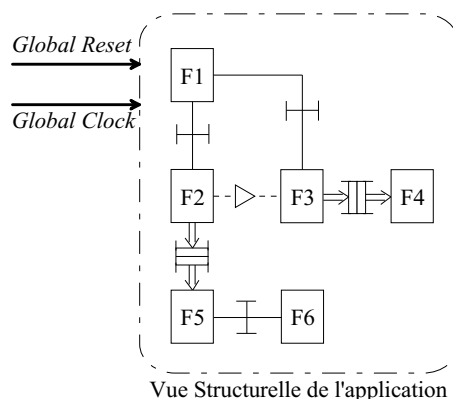 Global Reset
F1
Global Clock
F2
F3
F4
F5
F6
Vue Structurelle de l'application